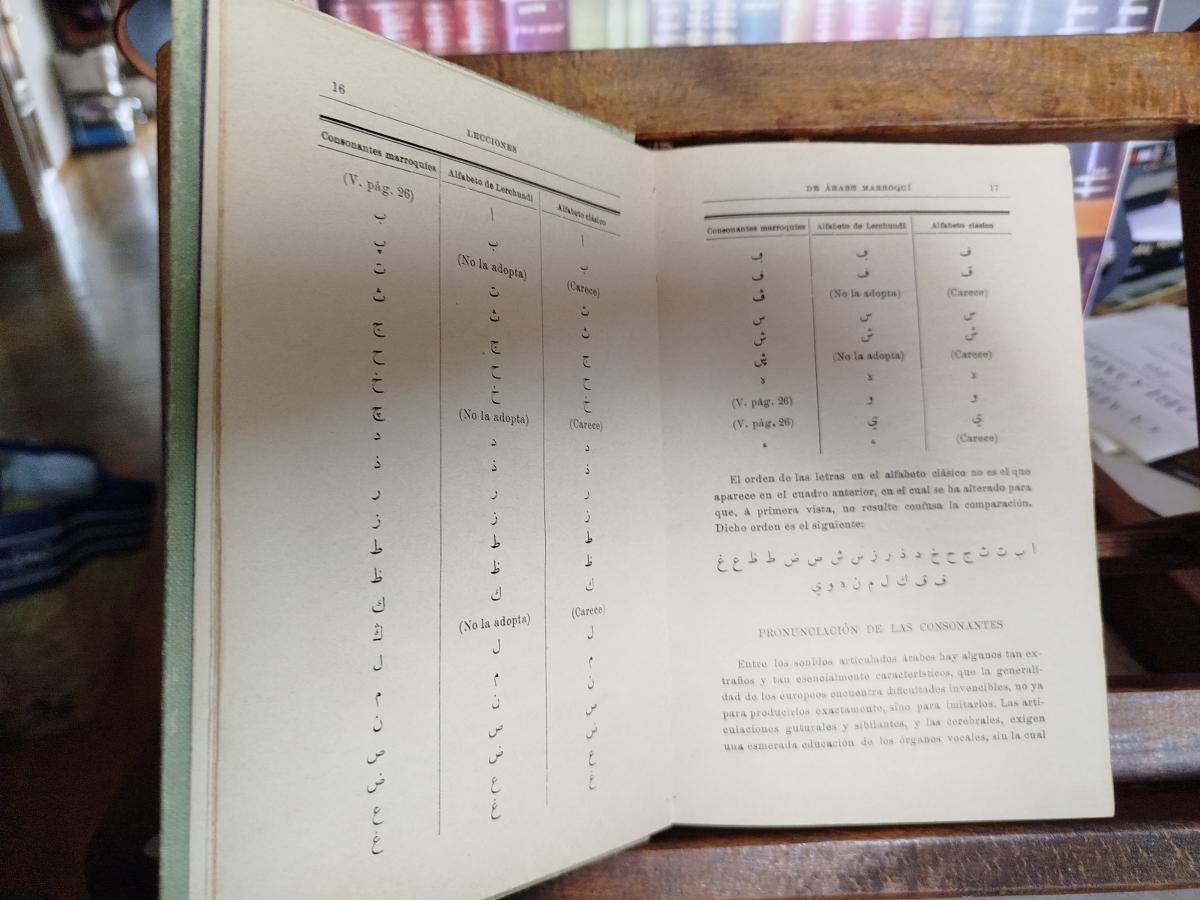 16
LECCIONES
Consonantes marroquíes Alfabeto de Lerchundi Alfabeto clásico
(V. pág. 26) ا ا
ب ب ب
پ (No la adopta) (Carece)
ت ت ت
ث ث ث
ج ج ج
ح ح ح
خ خ خ
چ (No la adopta) (Carece)
د د د
ذ ذ ذ
ر ر ر
ز ز ز
ط ط ط
ظ ظ ظ
ك ك ك
ڭ (No la adopta) (Carece)
ل ل ل
م م م
ن ن ن
ص ص ص
ض ض ض
ع ع ع
غ غ غ
DE ÁRABE MARROQUÍ 17
Consonantes marroquíes Alfabeto de Lerchundi Alfabeto clásico
ڢ ڢ ف
ڧ ڧ ق
ڨ (No la adopta) (Carece)
س س س
ش ش ش
ڜ (No la adopta) (Carece)
ه ه ه
(V. pág. 26) و و
(V. pág. 26) ي ي
ء ء (Carece)
El orden de las letras en el alfabeto clásico no es el que
aparece en el cuadro anterior, en el cual se ha alterado para
que, á primera vista, no resulte confusa la comparación.
Dicho orden es el siguiente:
ا ب ت ث ج ح خ د ذ ر ز س ش ص ض ط ظ ع غ
ف ق ك ل م ن ه و ي
PRONUNCIACIÓN DE LAS CONSONANTES
Entre los sonidos articulados árabes hay algunos tan ex-
traños y tan esencialmente característicos, que la generali-
dad de los europeos encuentra dificultades invencibles, no ya
para producirlos exactamente, sino para imitarlos. Las arti-
culaciones guturales y sibilantes, y las cerebrales, exigen
una esmerada educación de los órganos vocales, sin la cual